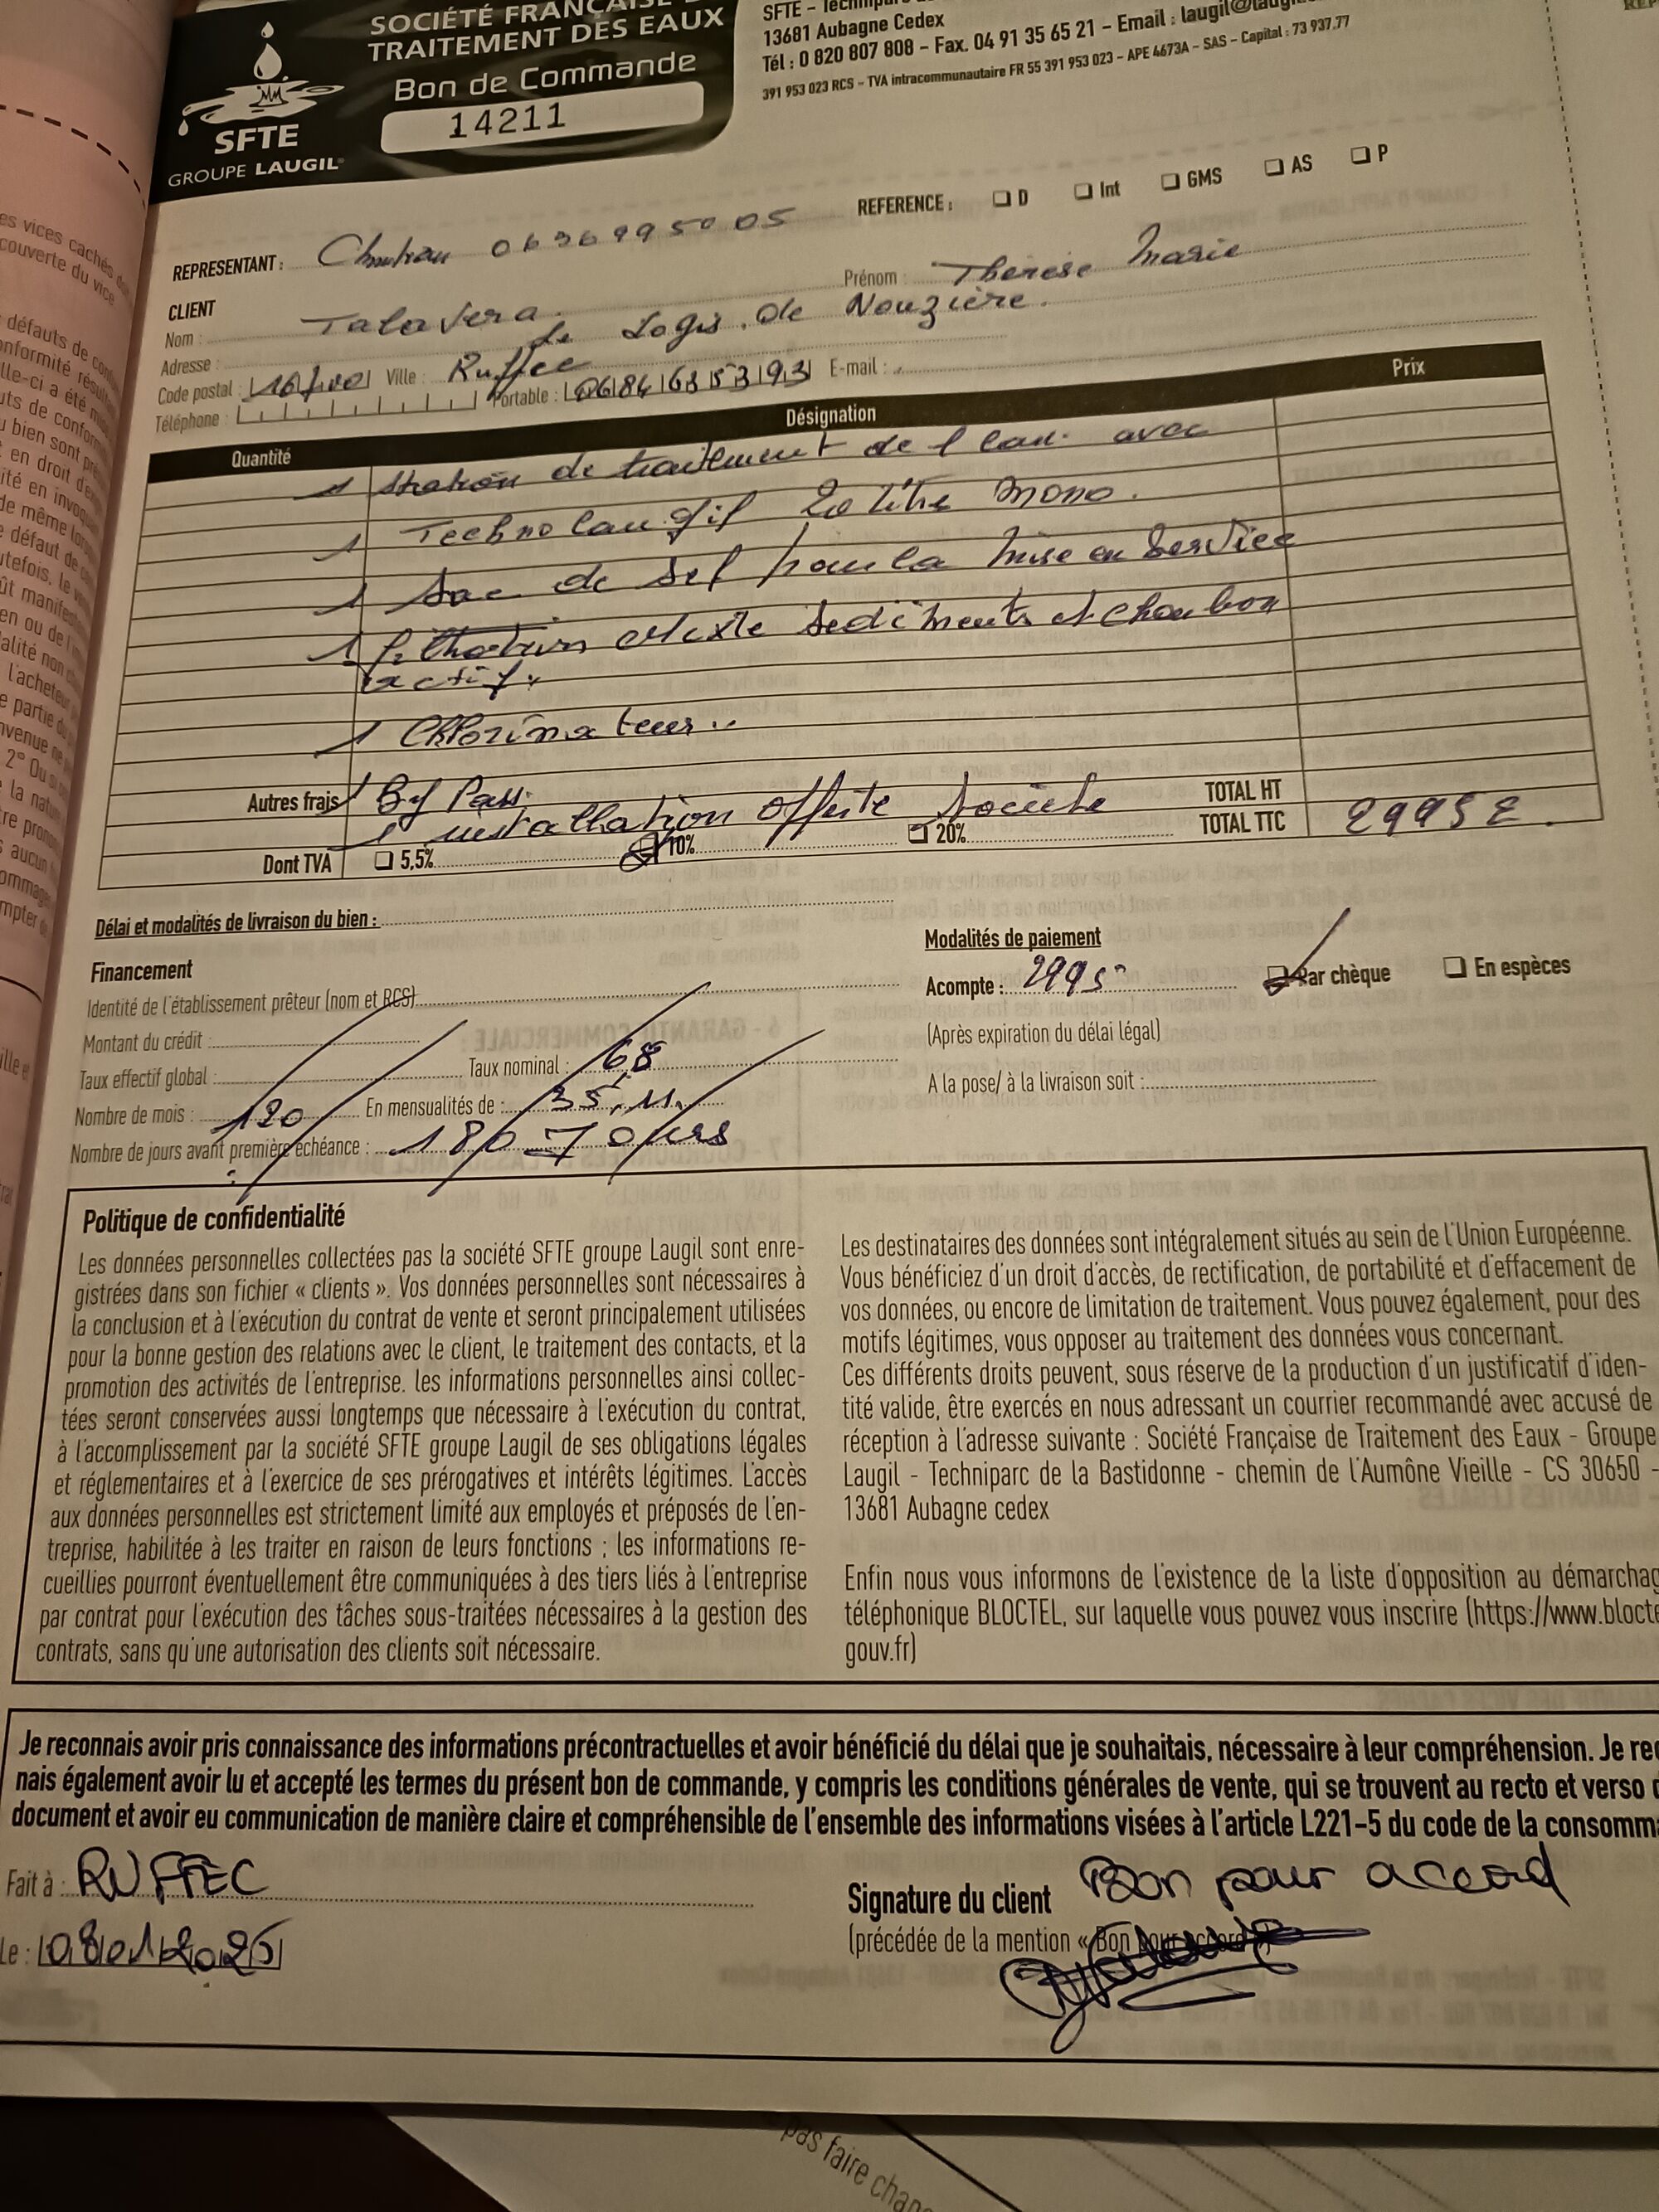 SOCIÉTÉ FRANÇAISE
TRAITEMENT DES EAUX
Bon de Commande
14211
SFTE
GROUPE LAUGIL
SFTE - Techniparc
13681 Aubagne Cedex
Tél : 0 820 807 808 - Fax. 04 91 35 65 21 - Email : laugil@laugil
391 953 023 RCS - TVA intracommunautaire FR 55 391 953 023 - APE 4673A - SAS - Capital : 73 937.77
REFERENCE : ❑ D ❑ Int ❑ GMS ❑ AS ❑ P
REPRESENTANT : 0636995005
CLIENT
Nom : Talavera Prénom : Thérèse Marie
Adresse : Le Logis de Nouzière.
Code postal : 16700 Ville : Ruffec
Téléphone : Portable : 0684635393 E-mail :
Quantité Désignation Prix
1 station de traitement de l'eau avec
1 Techno laugil 20 litre mono.
1 Sac de sel pour la mise en service
1 filtration mixte sediments et charbon
actif
1 Chlorinateur
Autres frais 1 By Pass TOTAL HT
1 installation offerte société TOTAL TTC 2995 €
Dont TVA ❑ 5,5% ❑ 10% ❑ 20%
Délai et modalités de livraison du bien :
Financement
Identité de l'établissement prêteur (nom et RCS)
Montant du crédit :
Taux effectif global : Taux nominal : 6,8
Nombre de mois : 120 En mensualités de : 35,11
Nombre de jours avant première échéance : 180 Jours
Modalités de paiement
Acompte : 2995 ❑ Par chèque ❑ En espèces
(Après expiration du délai légal)
A la pose/ à la livraison soit :
Politique de confidentialité
Les données personnelles collectées pas la société SFTE groupe Laugil sont enre-
gistrées dans son fichier « clients ». Vos données personnelles sont nécessaires à
la conclusion et à l'exécution du contrat de vente et seront principalement utilisées
pour la bonne gestion des relations avec le client, le traitement des contacts, et la
promotion des activités de l'entreprise. les informations personnelles ainsi collec-
tées seront conservées aussi longtemps que nécessaire à l'exécution du contrat,
à l'accomplissement par la société SFTE groupe Laugil de ses obligations légales
et réglementaires et à l'exercice de ses prérogatives et intérêts légitimes. L'accès
aux données personnelles est strictement limité aux employés et préposés de l'en-
treprise, habilitée à les traiter en raison de leurs fonctions ; les informations re-
cueillies pourront éventuellement être communiquées à des tiers liés à l'entreprise
par contrat pour l'exécution des tâches sous-traitées nécessaires à la gestion des
contrats, sans qu'une autorisation des clients soit nécessaire.
Les destinataires des données sont intégralement situés au sein de l'Union Européenne.
Vous bénéficiez d'un droit d'accès, de rectification, de portabilité et d'effacement de
vos données, ou encore de limitation de traitement. Vous pouvez également, pour des
motifs légitimes, vous opposer au traitement des données vous concernant.
Ces différents droits peuvent, sous réserve de la production d'un justificatif d'iden-
tité valide, être exercés en nous adressant un courrier recommandé avec accusé de
réception à l'adresse suivante : Société Française de Traitement des Eaux - Groupe
Laugil - Techniparc de la Bastidonne - chemin de l'Aumône Vieille - CS 30650 -
13681 Aubagne cedex
Enfin nous vous informons de l'existence de la liste d'opposition au démarchag
téléphonique BLOCTEL, sur laquelle vous pouvez vous inscrire (https://www.blocte
gouv.fr)
Je reconnais avoir pris connaissance des informations précontractuelles et avoir bénéficié du délai que je souhaitais, nécessaire à leur compréhension. Je rec
nais également avoir lu et accepté les termes du présent bon de commande, y compris les conditions générales de vente, qui se trouvent au recto et verso d
document et avoir eu communication de manière claire et compréhensible de l'ensemble des informations visées à l'article L221-5 du code de la consomma
Fait à : RUFFEC
Le : 08012025
Signature du client Bon pour accord
(précédée de la mention « Bon pour accord »)
pas faire chan